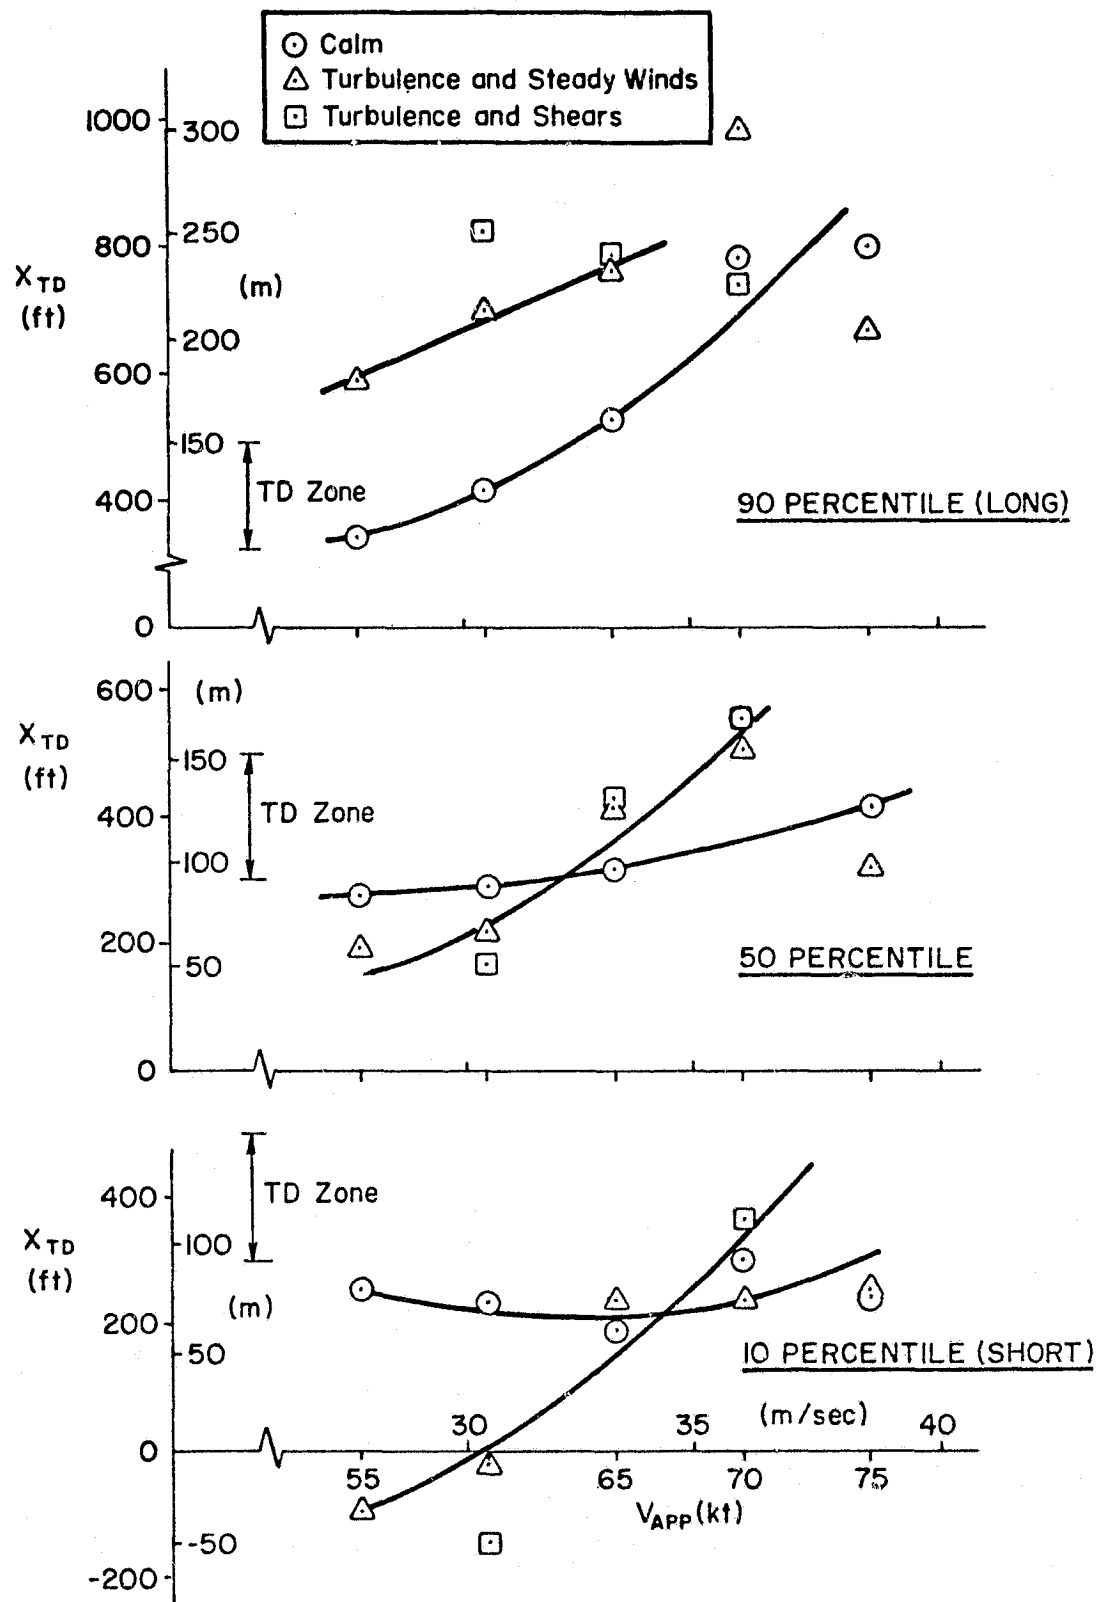 Calm
Turbulence and Steady Winds
Turbulence and Shears
1000
300
800
250
X TD
(ft)
(m)
200
600
150
TD Zone
400
90 PERCENTILE (LONG)
0
600
(m)
X TD
(ft)
150
TD Zone
400
100
200
50
50 PERCENTILE
0
TD Zone
400
X TD
(ft)
100
(m)
200
50
10 PERCENTILE (SHORT)
30
35
(m/sec)
40
0
55
65
70
75
V APP (kt)
-50
-200